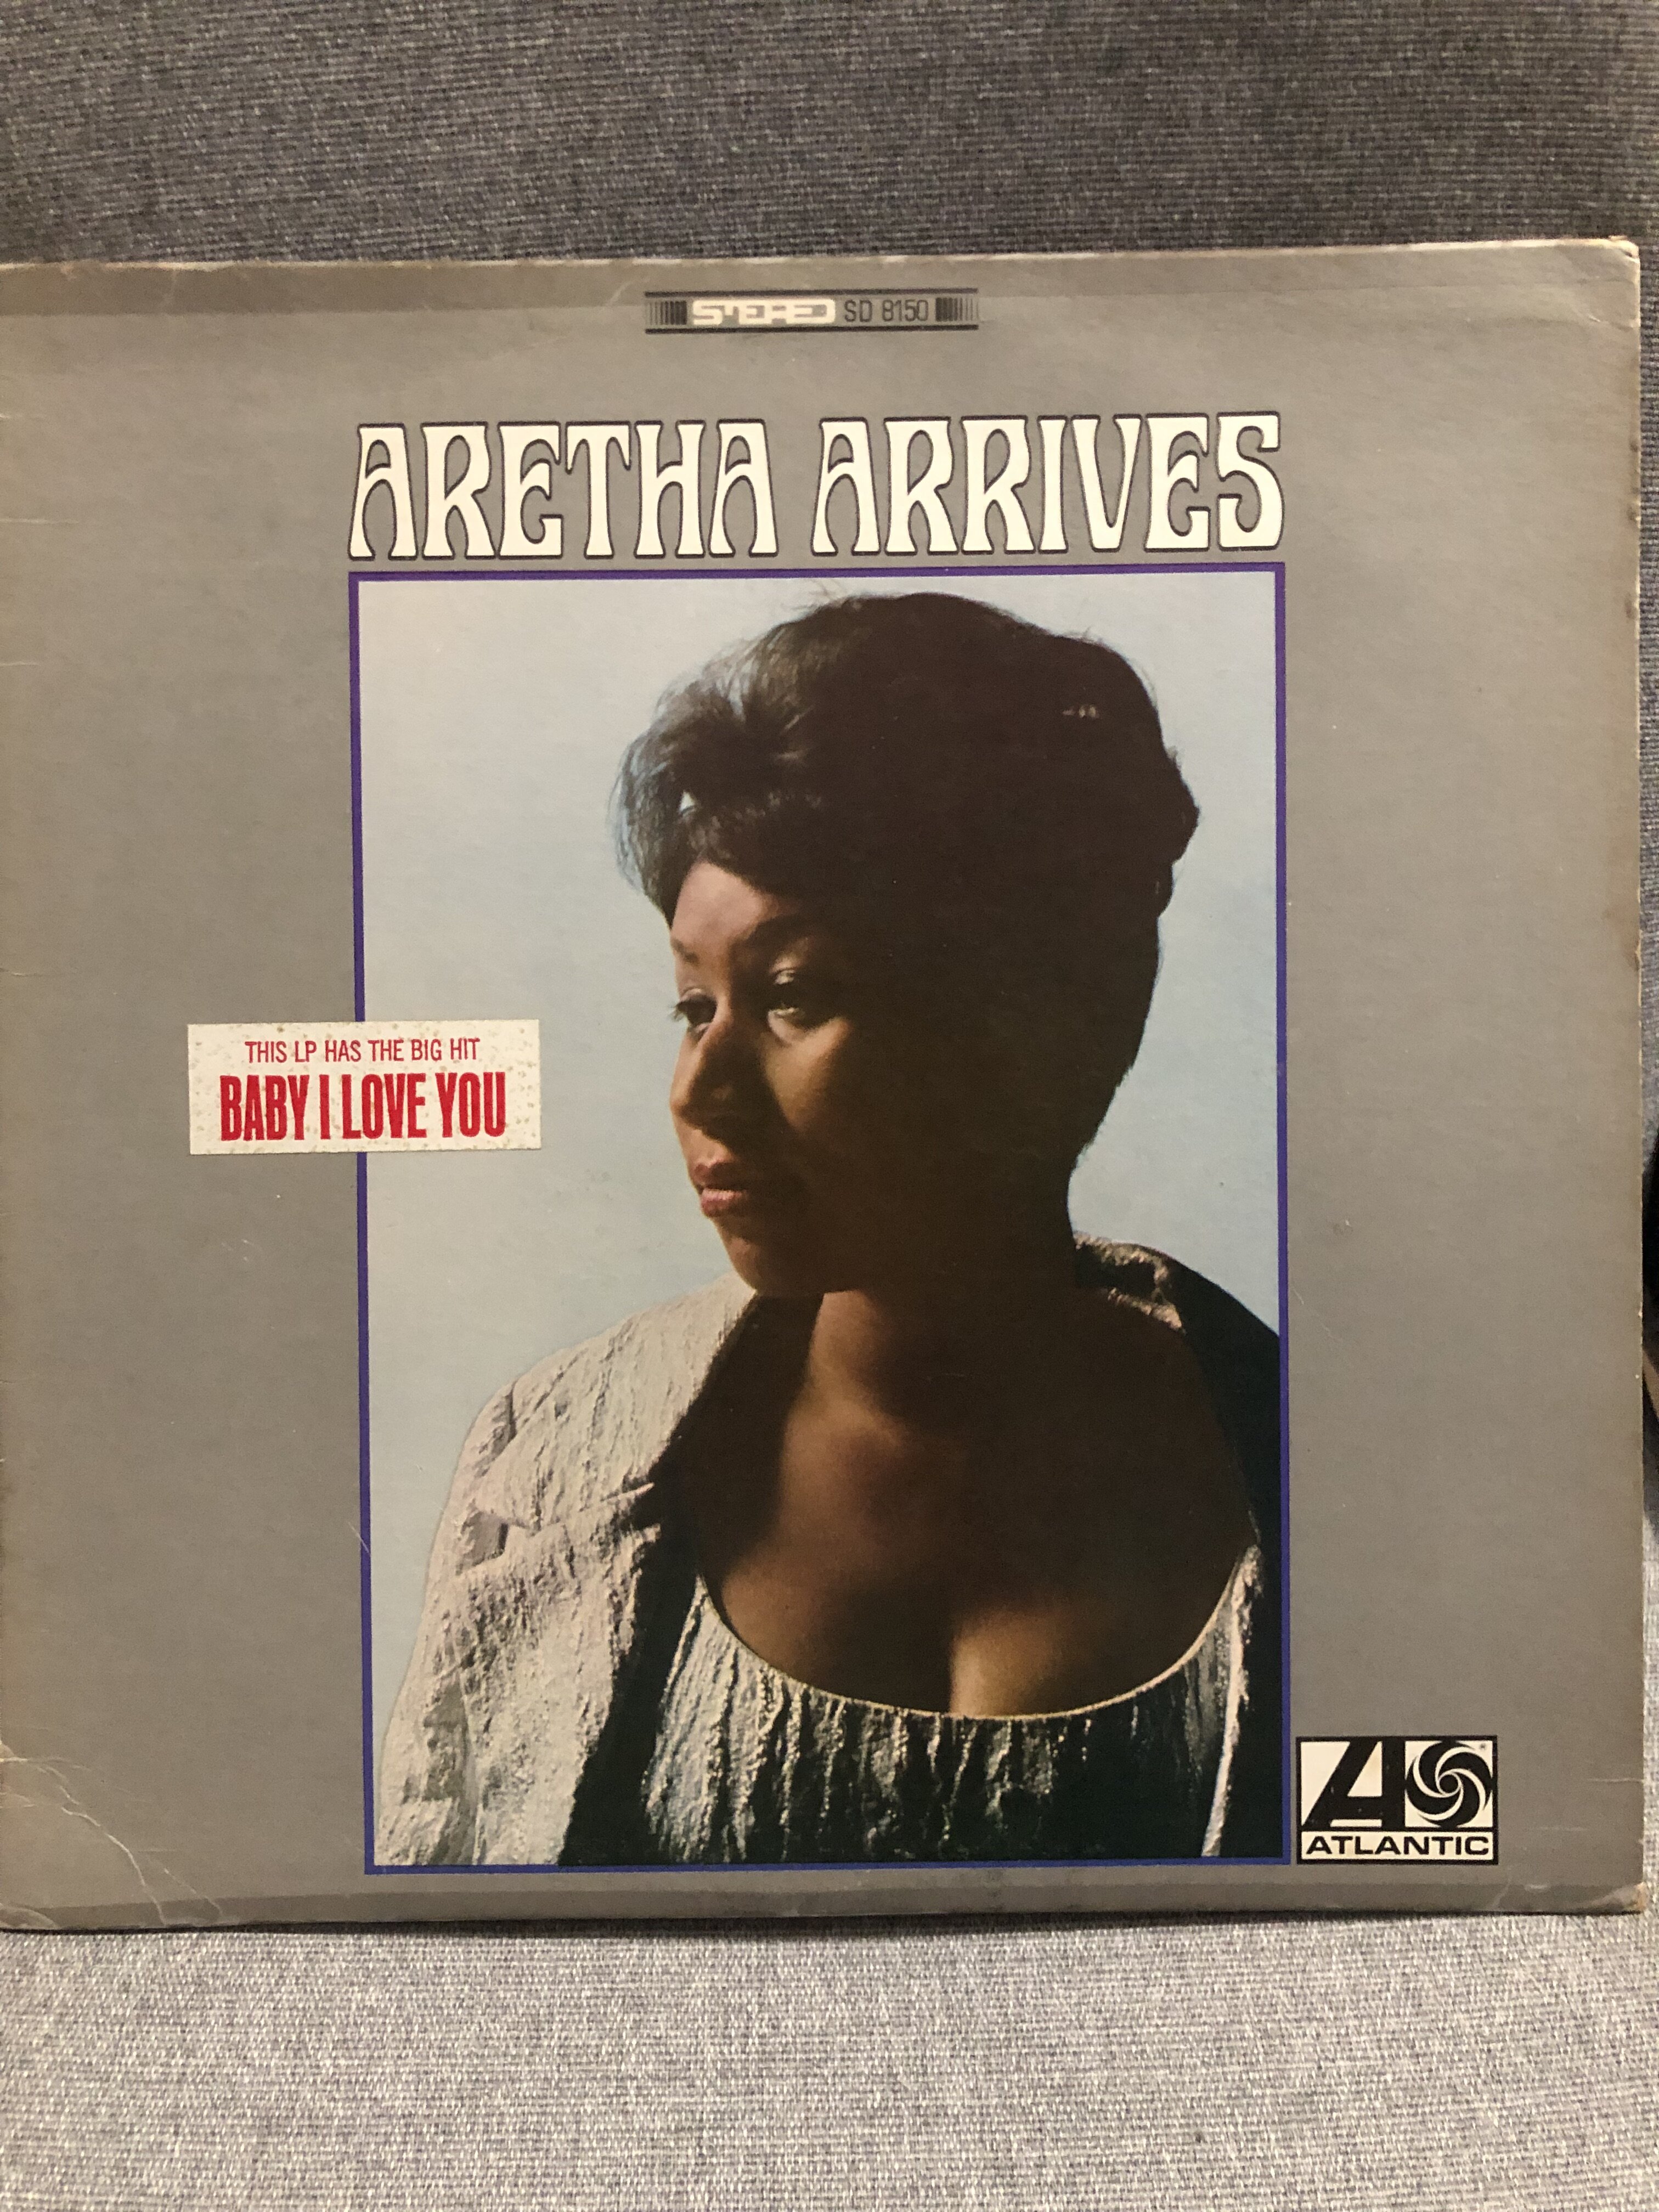 STEREO SD 8150
ARETHA ARRIVES
THIS LP HAS THE BIG HIT
BABY I LOVE YOU
A
ATLANTIC